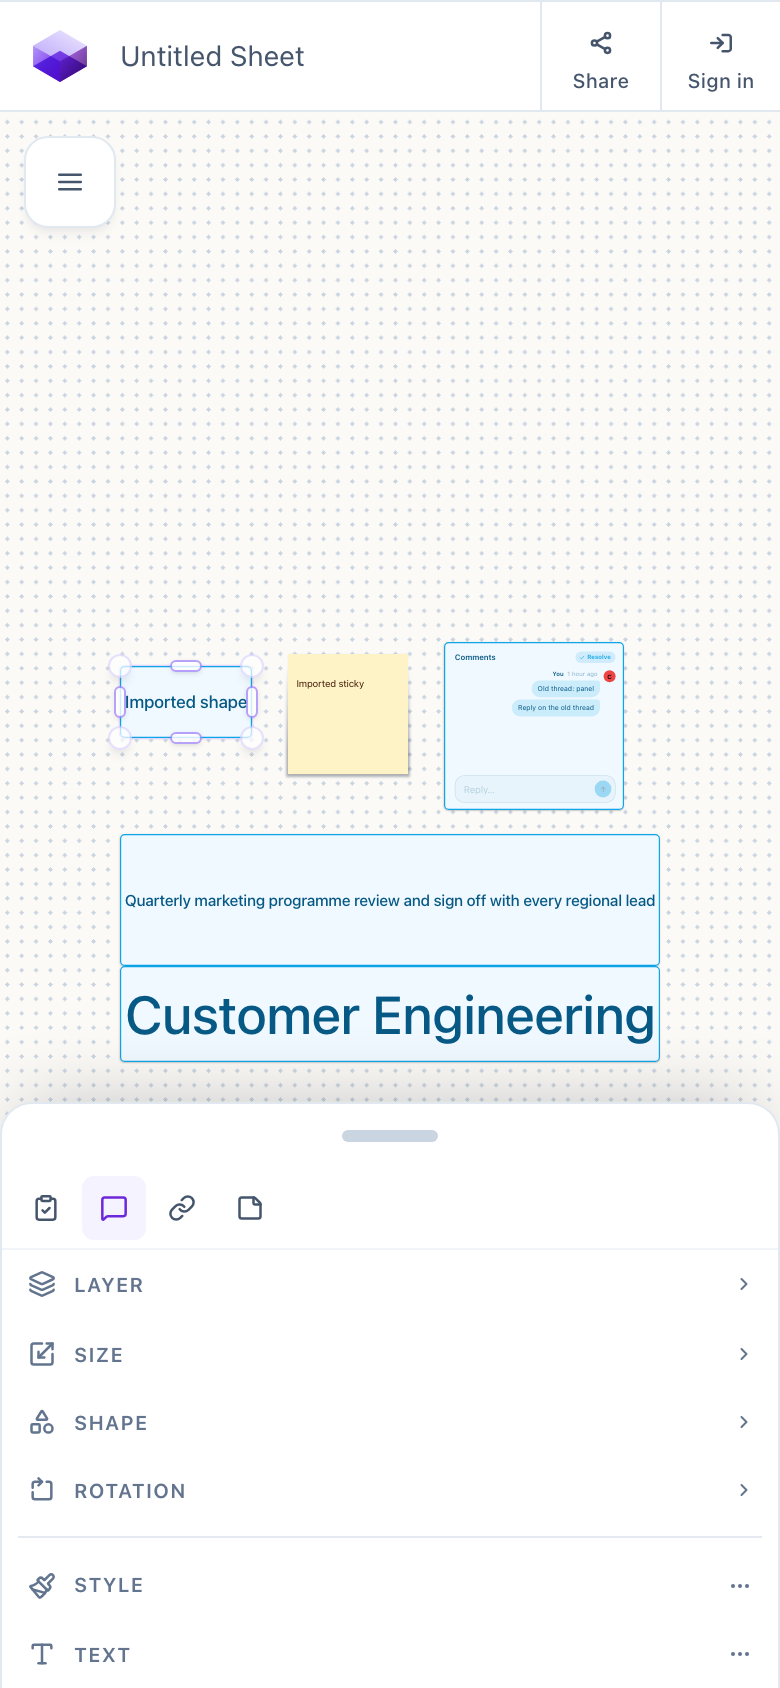 Untitled Sheet
Share
Sign in
Imported shape
Imported sticky
Comments
✓ Resolve
You 1 hour ago
C
Old thread: panel
Reply on the old thread
Reply...
Quarterly marketing programme review and sign off with every regional lead
Customer Engineering
LAYER
SIZE
SHAPE
ROTATION
STYLE
TEXT